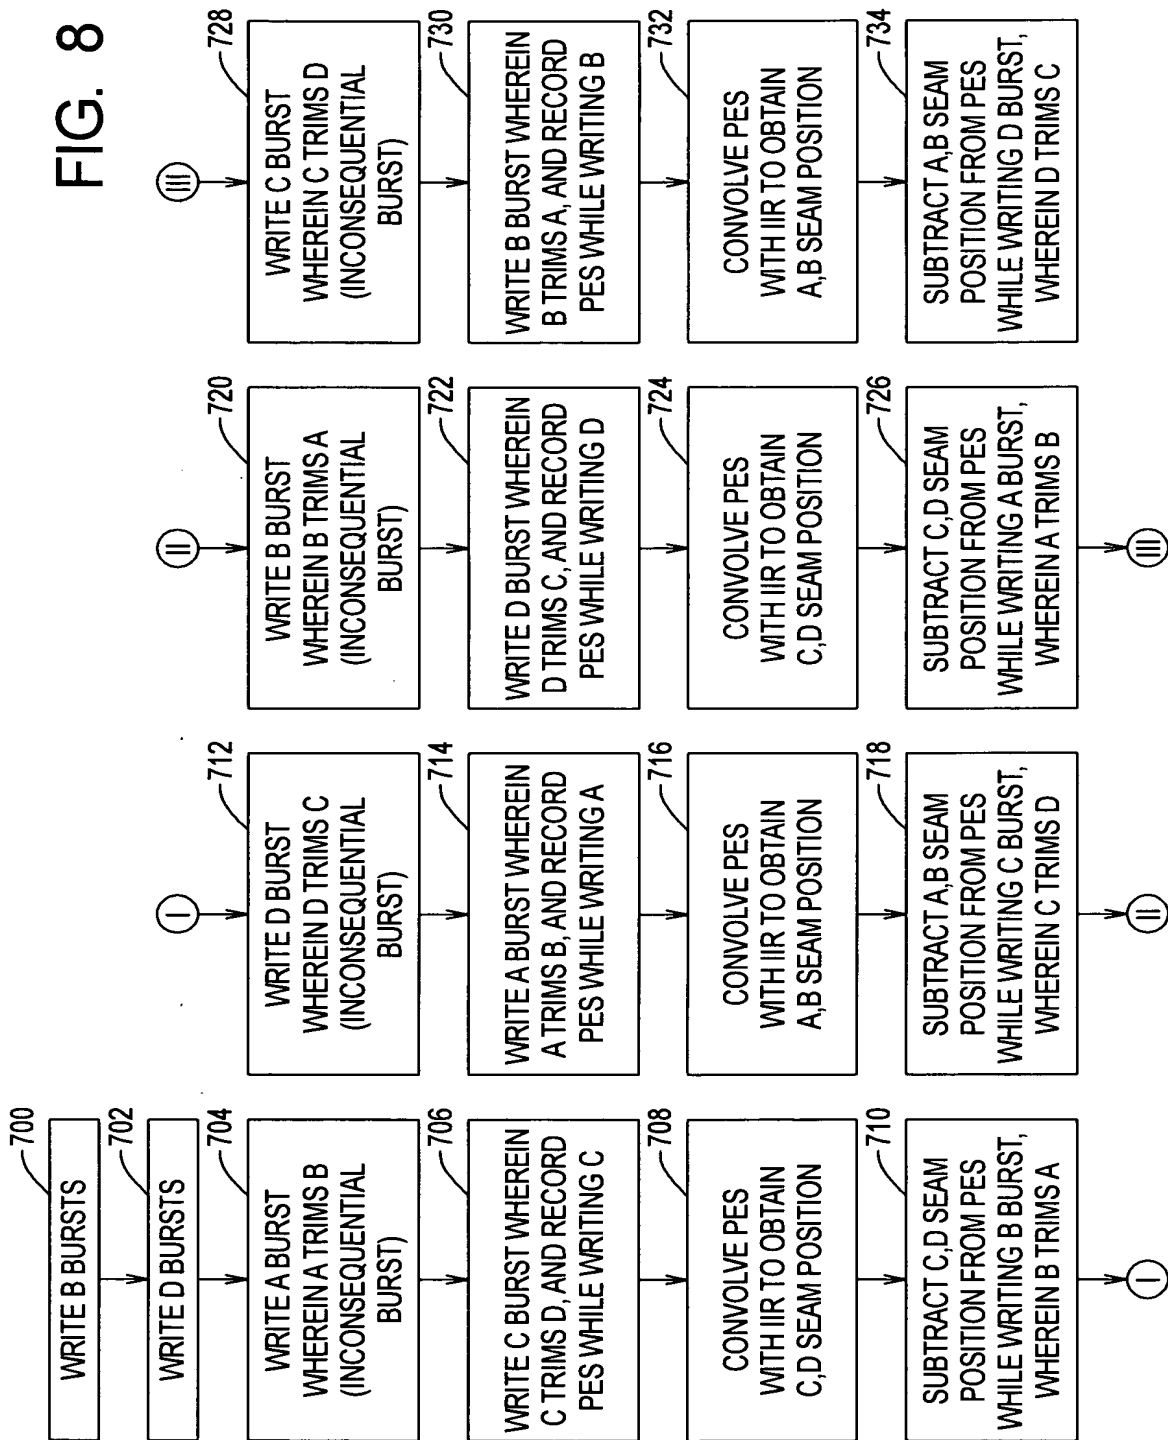 FIG. 8
700
WRITE B BURSTS
702
WRITE D BURSTS
704
WRITE A BURST
WHEREIN A TRIMS B
(INCONSEQUENTIAL
BURST)
706
WRITE C BURST WHEREIN
C TRIMS D, AND RECORD
PES WHILE WRITING C
708
CONVOLVE PES
WITH IIR TO OBTAIN
C,D SEAM POSITION
710
SUBTRACT C,D SEAM
POSITION FROM PES
WHILE WRITING B BURST,
WHEREIN B TRIMS A
I
I
712
WRITE D BURST
WHEREIN D TRIMS C
(INCONSEQUENTIAL
BURST)
714
WRITE A BURST WHEREIN
A TRIMS B, AND RECORD
PES WHILE WRITING A
716
CONVOLVE PES
WITH IIR TO OBTAIN
A,B SEAM POSITION
718
SUBTRACT A,B SEAM
POSITION FROM PES
WHILE WRITING C BURST,
WHEREIN C TRIMS D
II
II
720
WRITE B BURST
WHEREIN B TRIMS A
(INCONSEQUENTIAL
BURST)
722
WRITE D BURST WHEREIN
D TRIMS C, AND RECORD
PES WHILE WRITING D
724
CONVOLVE PES
WITH IIR TO OBTAIN
C,D SEAM POSITION
726
SUBTRACT C,D SEAM
POSITION FROM PES
WHILE WRITING A BURST,
WHEREIN A TRIMS B
III
III
728
WRITE C BURST
WHEREIN C TRIMS D
(INCONSEQUENTIAL
BURST)
730
WRITE B BURST WHEREIN
B TRIMS A, AND RECORD
PES WHILE WRITING B
732
CONVOLVE PES
WITH IIR TO OBTAIN
A,B SEAM POSITION
734
SUBTRACT A,B SEAM
POSITION FROM PES
WHILE WRITING D BURST,
WHEREIN D TRIMS C